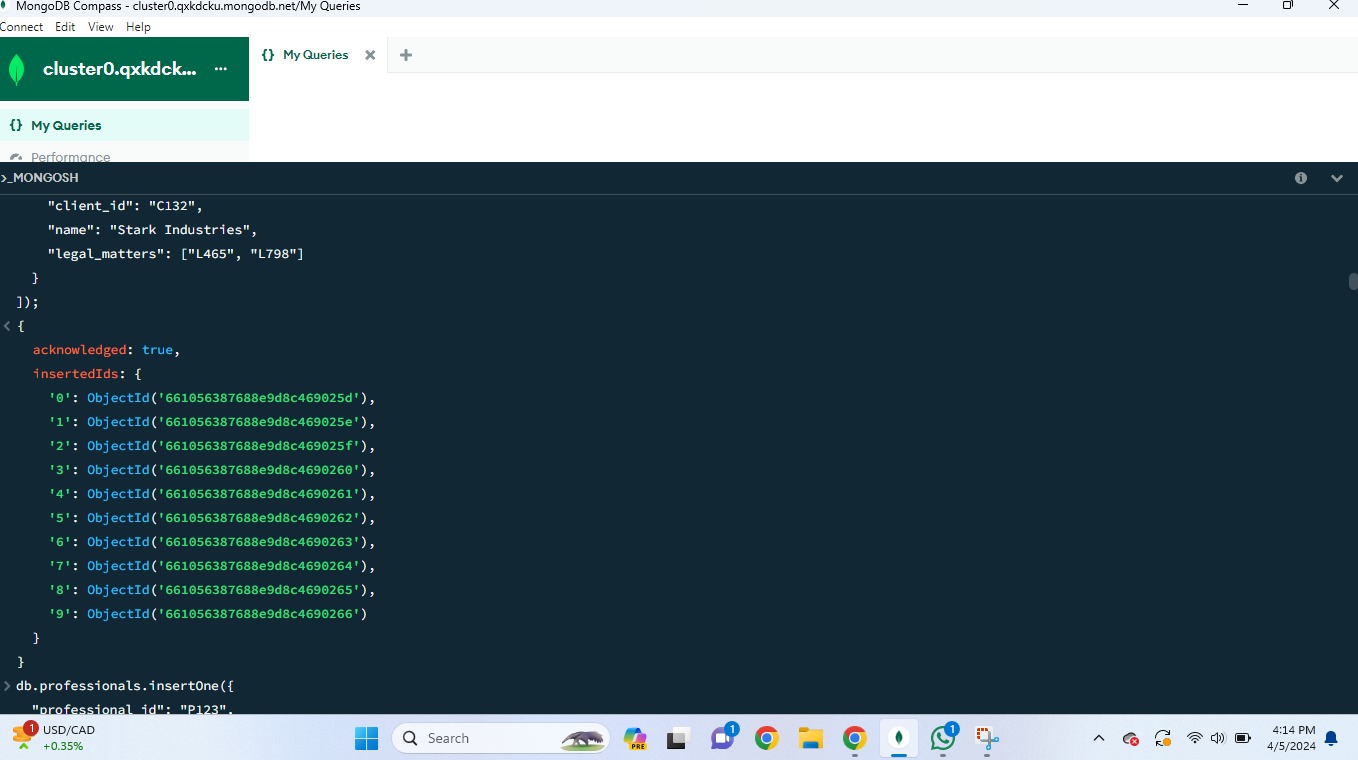 MongoDB Compass - cluster0.qxkdcku.mongodb.net/My Queries
Connect Edit View Help
cluster0.qxkdck... ...
{} My Queries
{} My Queries
Performance
>_MONGOSH
"client_id": "C132",
"name": "Stark Industries",
"legal_matters": ["L465", "L798"]
}
]);
< {
acknowledged: true,
insertedIds: {
'0': ObjectId('661056387688e9d8c469025d'),
'1': ObjectId('661056387688e9d8c469025e'),
'2': ObjectId('661056387688e9d8c469025f'),
'3': ObjectId('661056387688e9d8c4690260'),
'4': ObjectId('661056387688e9d8c4690261'),
'5': ObjectId('661056387688e9d8c4690262'),
'6': ObjectId('661056387688e9d8c4690263'),
'7': ObjectId('661056387688e9d8c4690264'),
'8': ObjectId('661056387688e9d8c4690265'),
'9': ObjectId('661056387688e9d8c4690266')
}
}
> db.professionals.insertOne({
"professional_id": "P123",
1
USD/CAD
+0.35%
Search
PRE
1
1
4:14 PM
4/5/2024